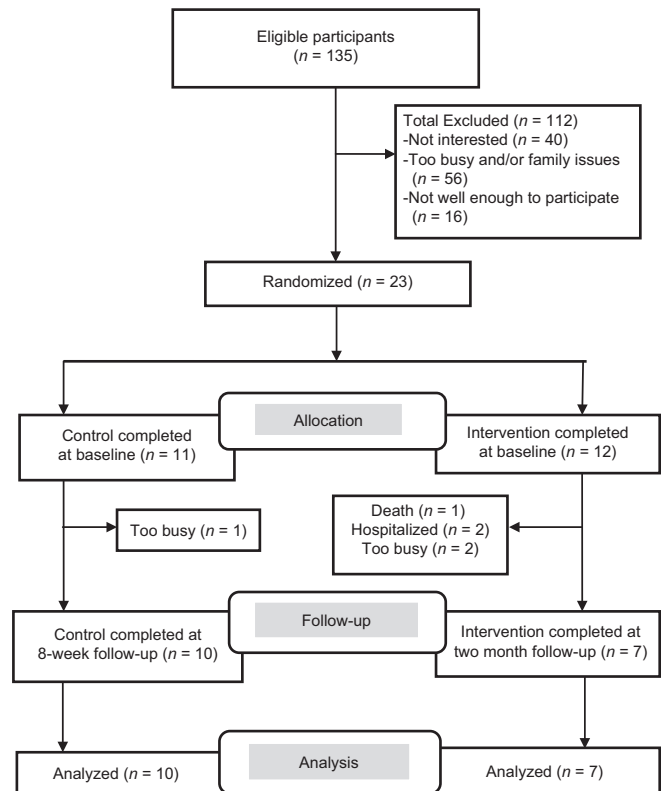 Eligible participants
(n = 135)
Total Excluded (n = 112)
-Not interested (n = 40)
-Too busy and/or family issues
(n = 56)
-Not well enough to participate
(n = 16)
Randomized (n = 23)
Allocation
Control completed
at baseline (n = 11)
Intervention completed
at baseline (n = 12)
Too busy (n = 1)
Death (n = 1)
Hospitalized (n = 2)
Too busy (n = 2)
Follow-up
Control completed at
8-week follow-up (n = 10)
Intervention completed at
two month follow-up (n = 7)
Analysis
Analyzed (n = 10)
Analyzed (n = 7)